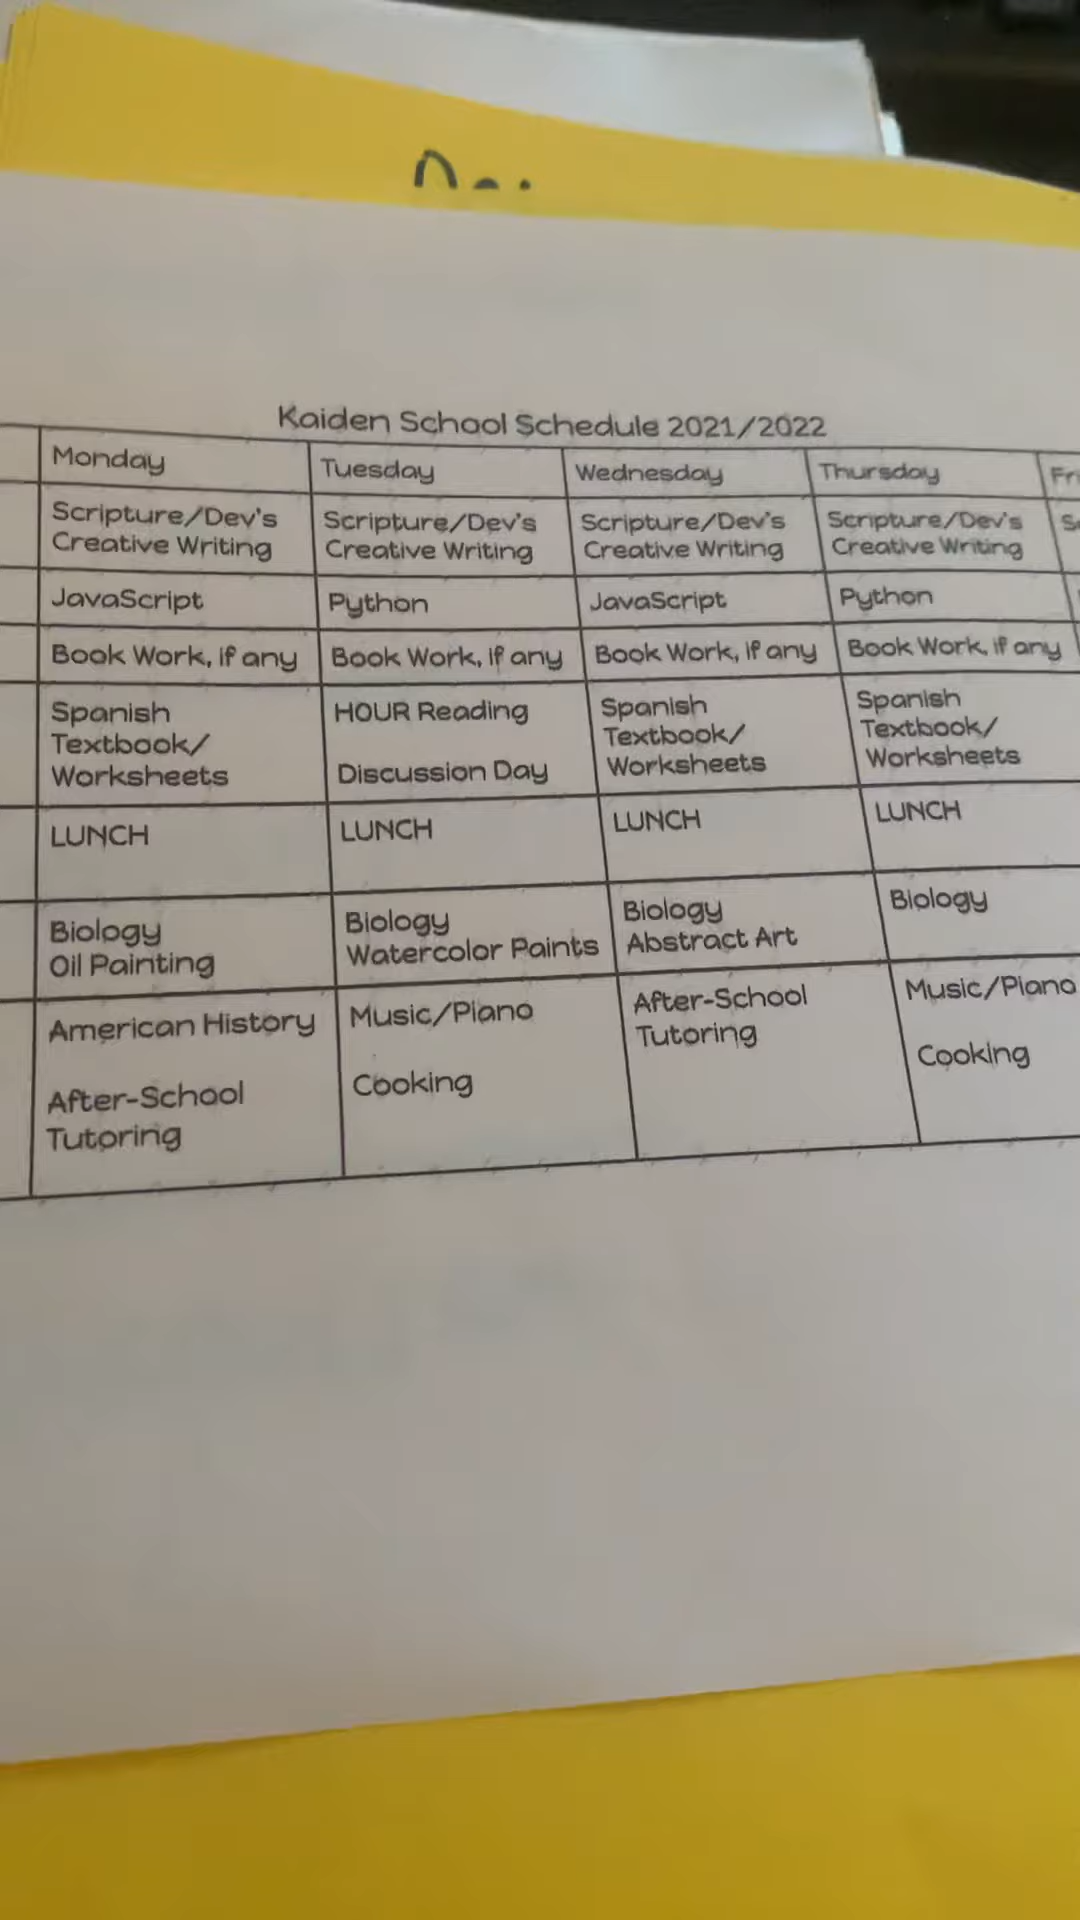 Kaiden School Schedule 2021/2022
Monday Tuesday Wednesday Thursday
Scripture/Dev's Scripture/Dev's Scripture/Dev's Scripture/Dev's
Creative Writing Creative Writing Creative Writing Creative Writing
JavaScript Python JavaScript Python
Book Work, if any Book Work, if any Book Work, if any Book Work, if any
Spanish HOUR Reading Spanish Spanish
Textbook/ Textbook/ Textbook/
Worksheets Discussion Day Worksheets Worksheets
LUNCH LUNCH LUNCH LUNCH
Biology Biology Biology Biology
Oil Painting Watercolor Paints Abstract Art
American History Music/Piano After-School Music/Piano
Tutoring
After-School Cooking Cooking
Tutoring